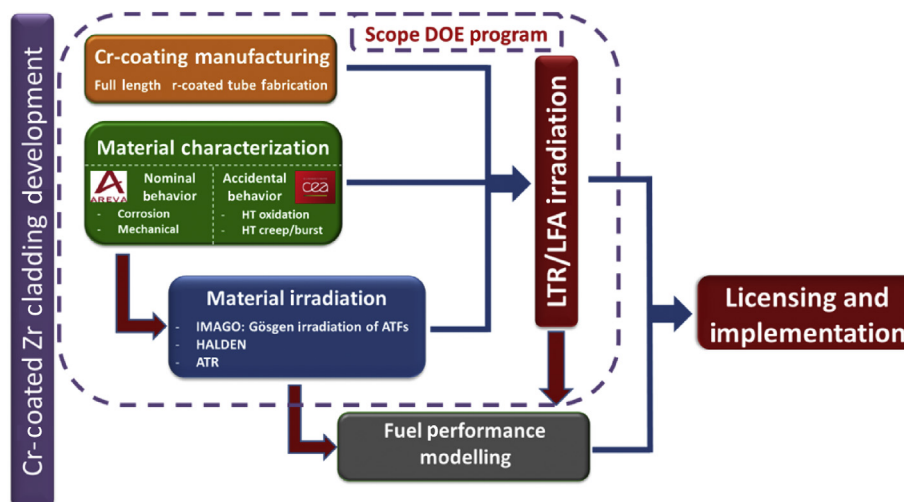 Cr-coated Zr cladding development
Scope DOE program
Cr-coating manufacturing
Full length r-coated tube fabrication
Material characterization
AREVA
Nominal
behavior
- Corrosion
- Mechanical
Accidental
behavior
cea
- HT oxidation
- HT creep/burst
Material irradiation
- IMAGO: Gösgen irradiation of ATFs
- HALDEN
- ATR
LTR/LFA irradiation
Fuel performance
modelling
Licensing and
implementation